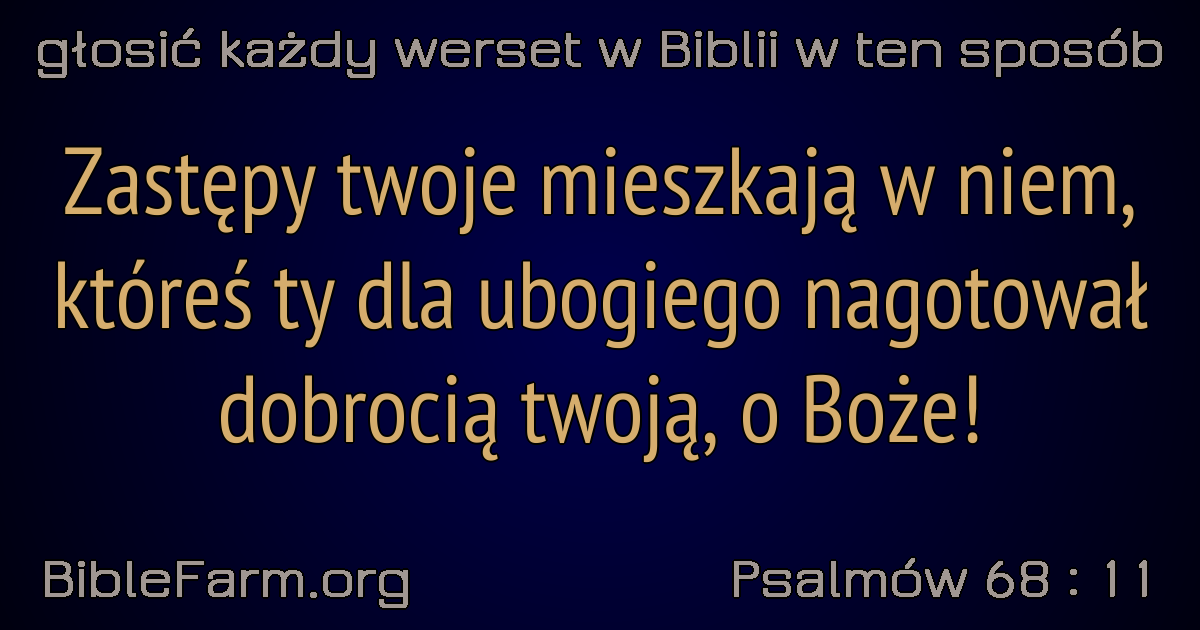 głosić każdy werset w Biblii w ten sposób
Zastępy twoje mieszkają w niem,
któreś ty dla ubogiego nagotował
dobrocią twoją, o Boże!
BibleFarm.org
Psalmów 68 : 11